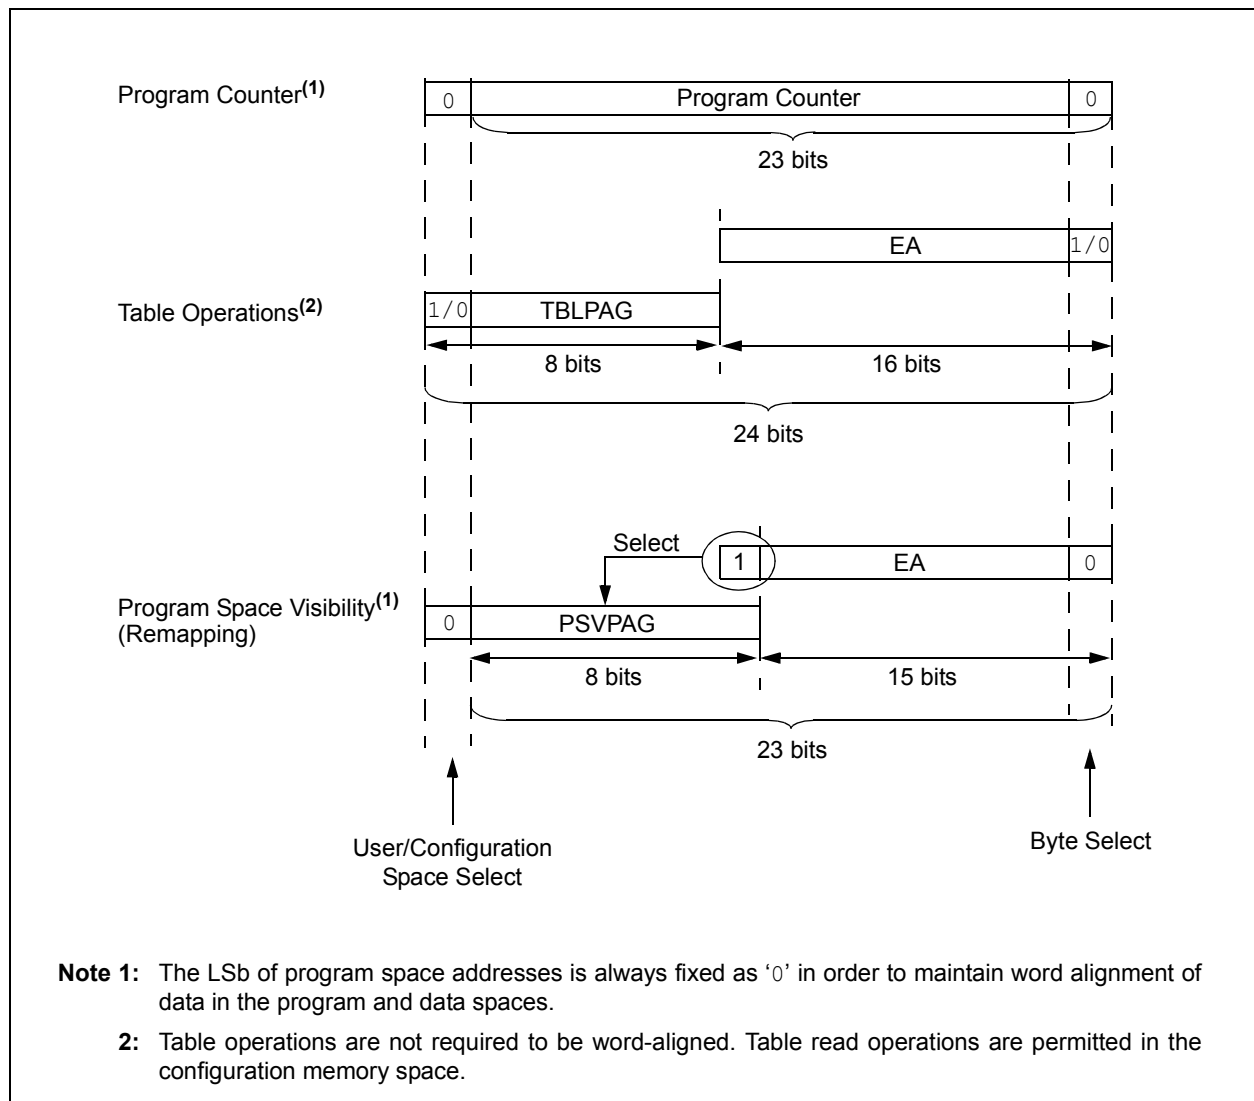 Program Counter(1)
0
Program Counter
0
23 bits
EA
1/0
Table Operations(2)
1/0
TBLPAG
8 bits
16 bits
24 bits
Select
1
EA
0
Program Space Visibility(1)
(Remapping)
0
PSVPAG
8 bits
15 bits
23 bits
User/Configuration
Space Select
Byte Select
Note 1: The LSb of program space addresses is always fixed as ‘0’ in order to maintain word alignment of
data in the program and data spaces.
2: Table operations are not required to be word-aligned. Table read operations are permitted in the
configuration memory space.